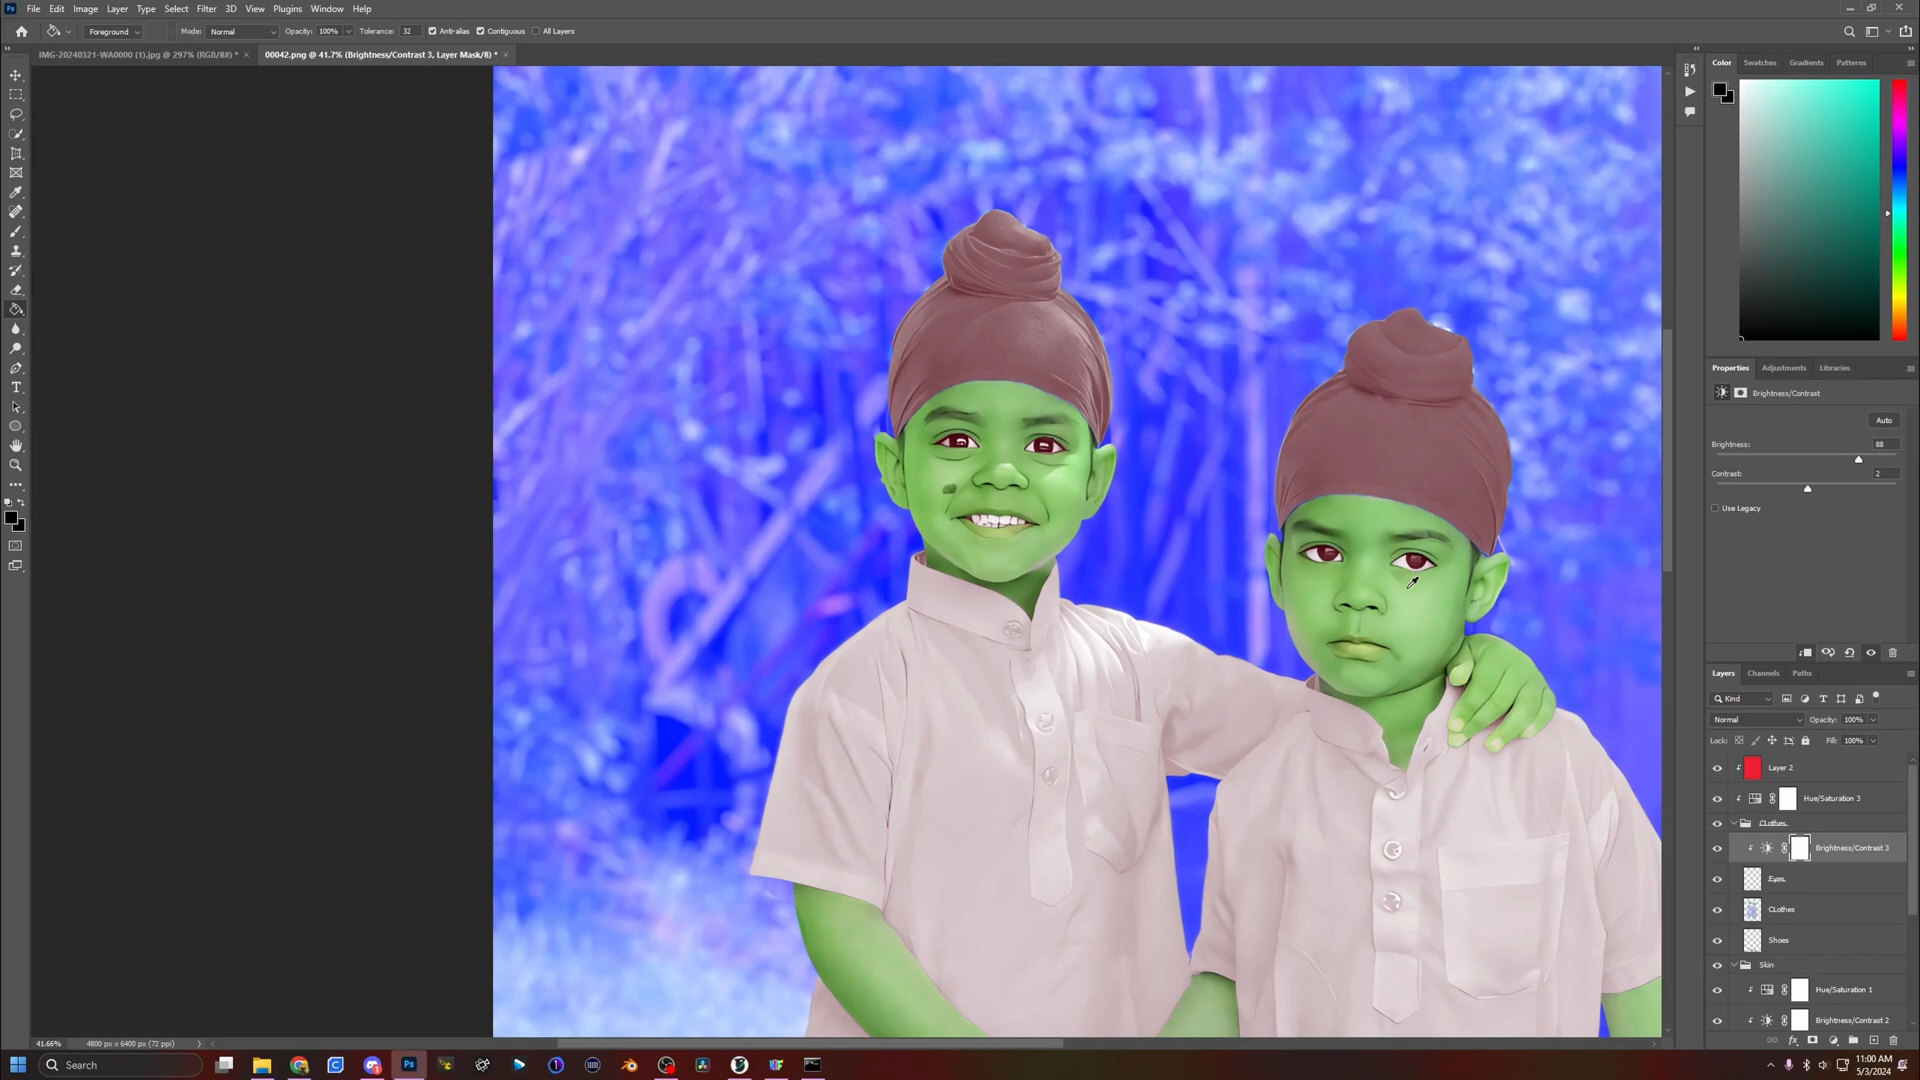 File Edit Image Layer Type Select Filter 3D View Plugins Window Help
Foreground Mode: Normal Opacity: 100% Tolerance: 32 Anti-alias Contiguous All Layers
IMG-20240321-WA0000 (1).jpg @ 297% (RGB/8#) * × 00042.png @ 41.7% (Brightness/Contrast 3, Layer Mask/8) * ×
Color Swatches Gradients Patterns
Properties Adjustments Libraries
Brightness/Contrast
Auto
Brightness: 88
Contrast: 2
Use Legacy
Layers Channels Paths
Kind
Normal Opacity: 100%
Lock: Fill: 100%
Layer 2
Hue/Saturation 3
CLothes
Brightness/Contrast 3
Eyes
CLothes
Shoes
Skin
Hue/Saturation 1
Brightness/Contrast 2
41.66% 4800 px x 6400 px (72 ppi)
Search
11:00 AM
5/3/2024